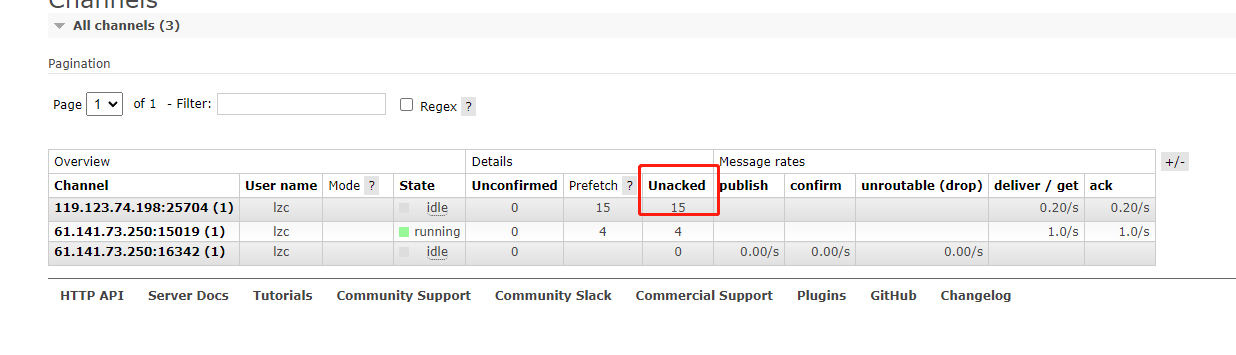 Channels
All channels (3)
Pagination
Page 1 of 1 - Filter: Regex ?
Overview Details Message rates +/-
Channel User name Mode ? State Unconfirmed Prefetch ? Unacked publish confirm unroutable (drop) deliver / get ack
119.123.74.198:25704 (1) lzc idle 0 15 15 0.20/s 0.20/s
61.141.73.250:15019 (1) lzc running 0 4 4 1.0/s 1.0/s
61.141.73.250:16342 (1) lzc idle 0 0 0.00/s 0.00/s 0.00/s
HTTP API Server Docs Tutorials Community Support Community Slack Commercial Support Plugins GitHub Changelog